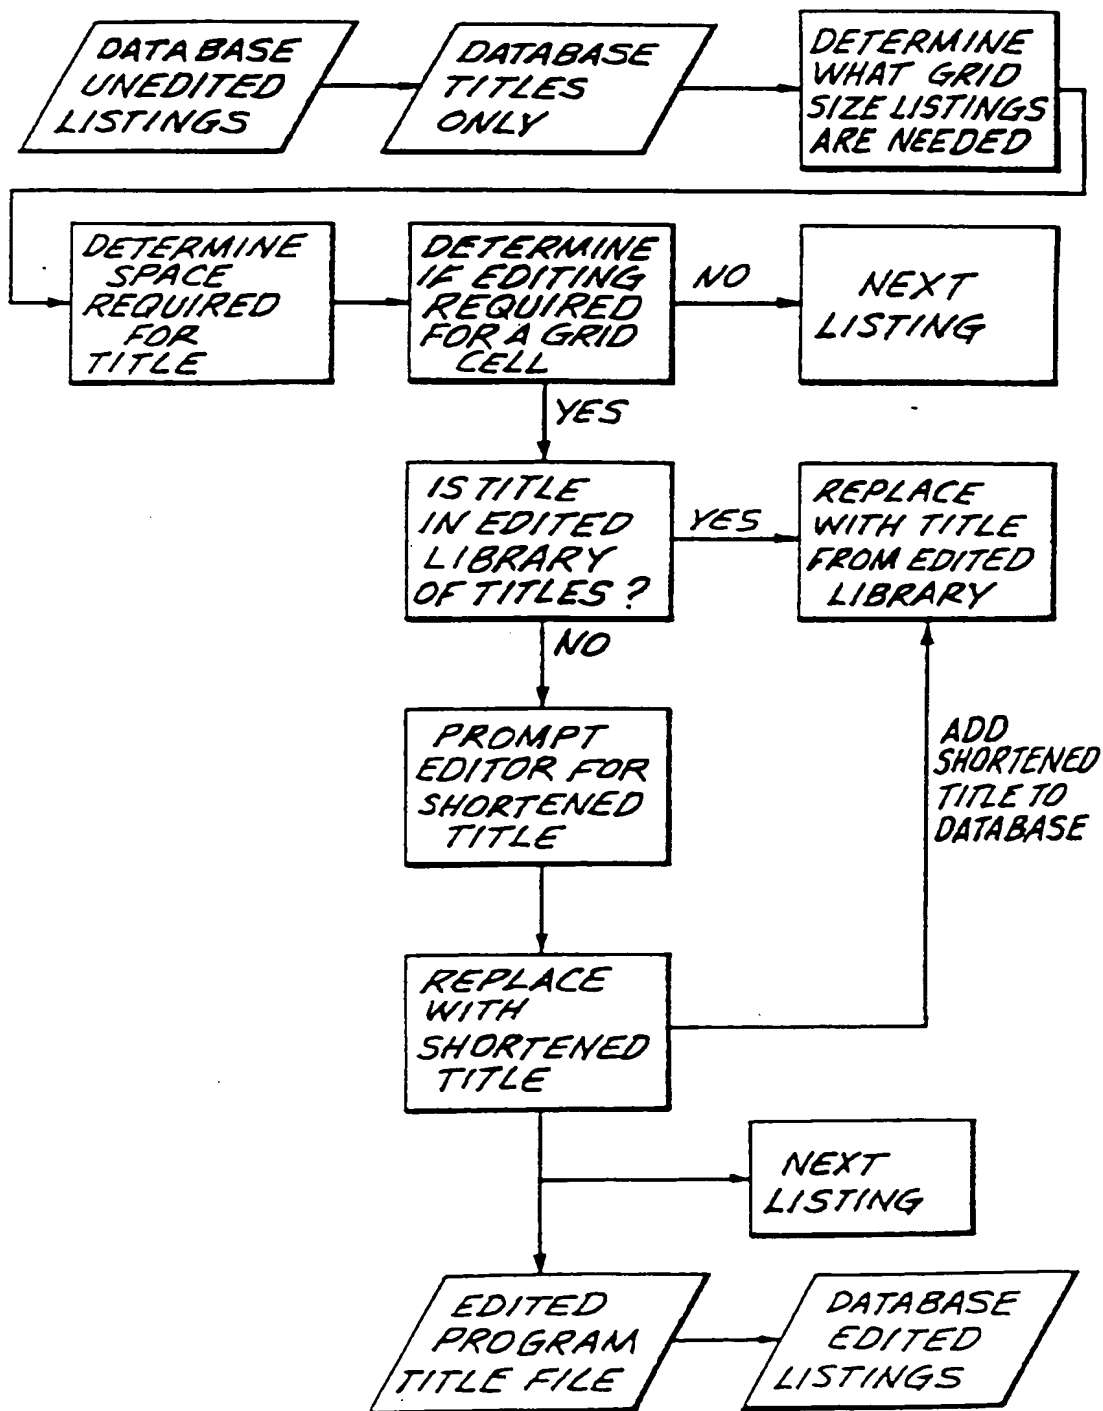 DATABASE
UNEDITED
LISTINGS
DATABASE
TITLES
ONLY
DETERMINE
WHAT GRID
SIZE LISTINGS
ARE NEEDED
DETERMINE
SPACE
REQUIRED
FOR
TITLE
DETERMINE
IF EDITING
REQUIRED
FOR A GRID
CELL
NO
NEXT
LISTING
YES
IS TITLE
IN EDITED
LIBRARY
OF TITLES?
YES
REPLACE
WITH TITLE
FROM EDITED
LIBRARY
NO
PROMPT
EDITOR FOR
SHORTENED
TITLE
ADD
SHORTENED
TITLE TO
DATABASE
REPLACE
WITH
SHORTENED
TITLE
NEXT
LISTING
EDITED
PROGRAM
TITLE FILE
DATABASE
EDITED
LISTINGS